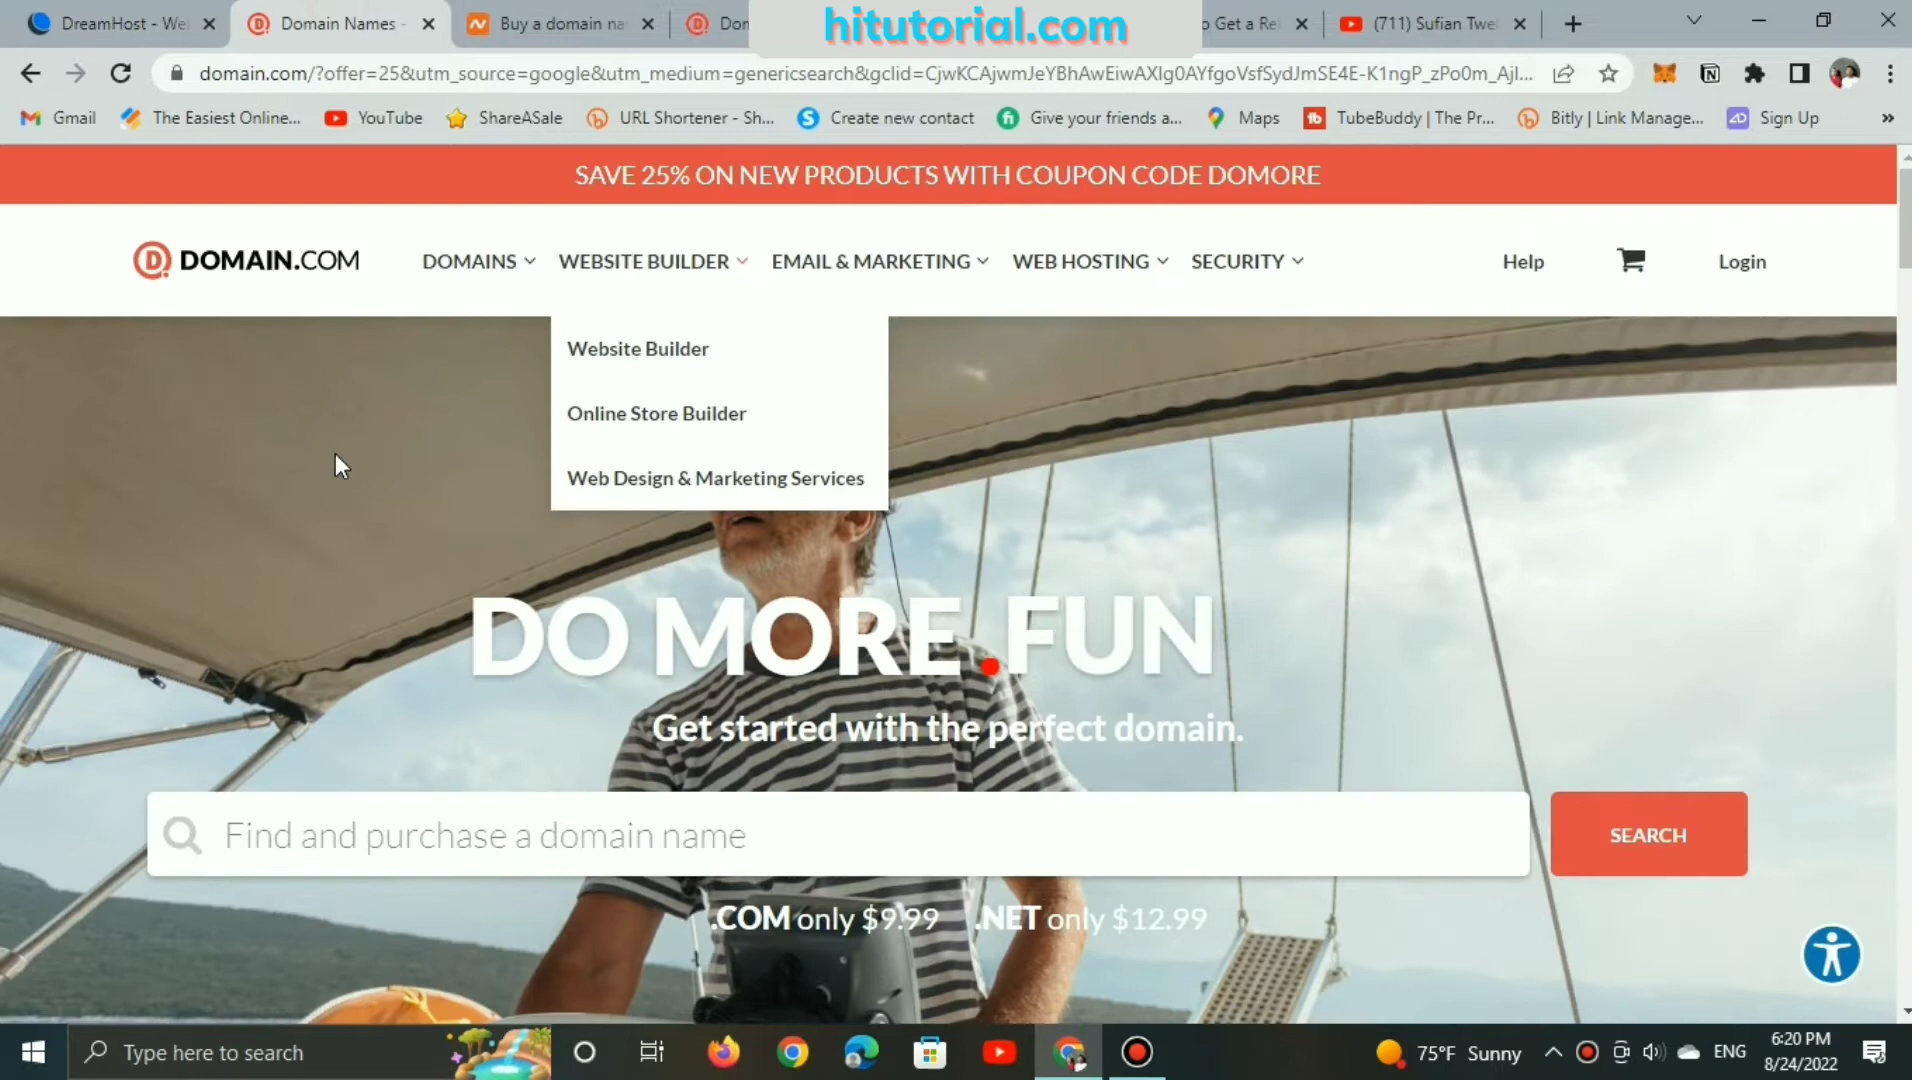 DreamHost - Wel
Domain Names -
Buy a domain na
Don
hitutorial.com
o Get a Rel
(711) Sufian Twel
domain.com/?offer=25&utm_source=google&utm_medium=genericsearch&gclid=CjwKCAjwmJeYBhAwEiwAXlg0AYfgoVsfSydJmSE4E-K1ngP_zPo0m_AjI...
Gmail
The Easiest Online...
YouTube
ShareASale
URL Shortener - Sh...
Create new contact
Give your friends a...
Maps
TubeBuddy | The Pr...
Bitly | Link Manage...
Sign Up
SAVE 25% ON NEW PRODUCTS WITH COUPON CODE DOMORE
DOMAIN.COM
DOMAINS
WEBSITE BUILDER
EMAIL & MARKETING
WEB HOSTING
SECURITY
Help
Login
Website Builder
Online Store Builder
Web Design & Marketing Services
DO MORE.FUN
Get started with the perfect domain.
Find and purchase a domain name
SEARCH
.COM only $9.99
.NET only $12.99
Type here to search
75°F Sunny
ENG
6:20 PM
8/24/2022